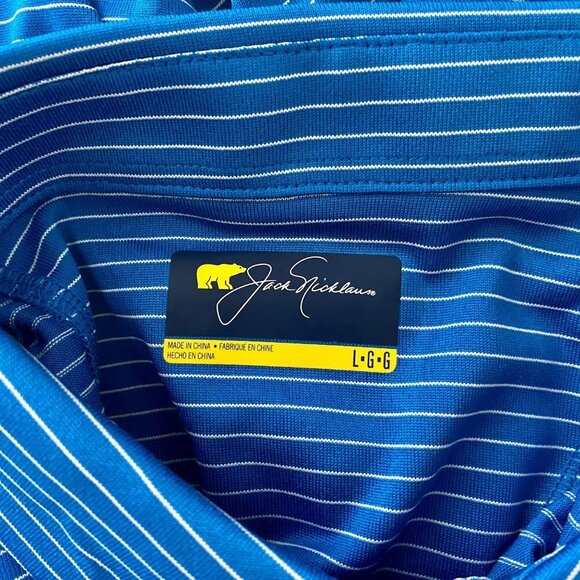 Jack Nicklaus®
MADE IN CHINA • FABRIQUE EN CHINE
HECHO EN CHINA
L•G•G